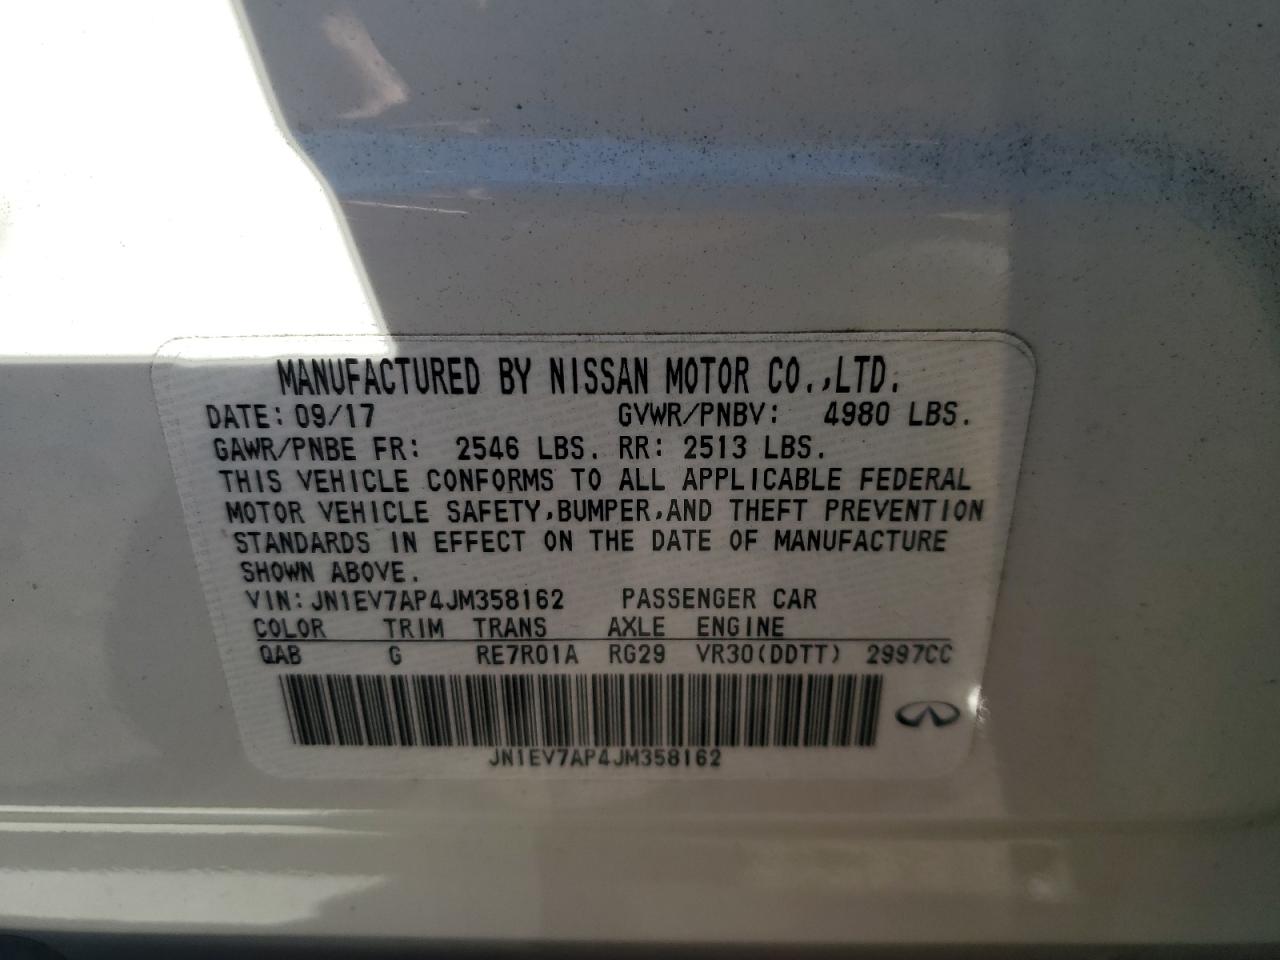 MANUFACTURED BY NISSAN MOTOR CO.,LTD.
DATE: 09/17 GVWR/PNBV: 4980 LBS.
GAWR/PNBE FR: 2546 LBS. RR: 2513 LBS.
THIS VEHICLE CONFORMS TO ALL APPLICABLE FEDERAL
MOTOR VEHICLE SAFETY,BUMPER,AND THEFT PREVENTION
STANDARDS IN EFFECT ON THE DATE OF MANUFACTURE
SHOWN ABOVE.
VIN: JN1EV7AP4JM358162 PASSENGER CAR
COLOR TRIM TRANS AXLE ENGINE
QAB G RE7R01A RG29 VR30(DDTT) 2997CC
JN1EV7AP4JM358162